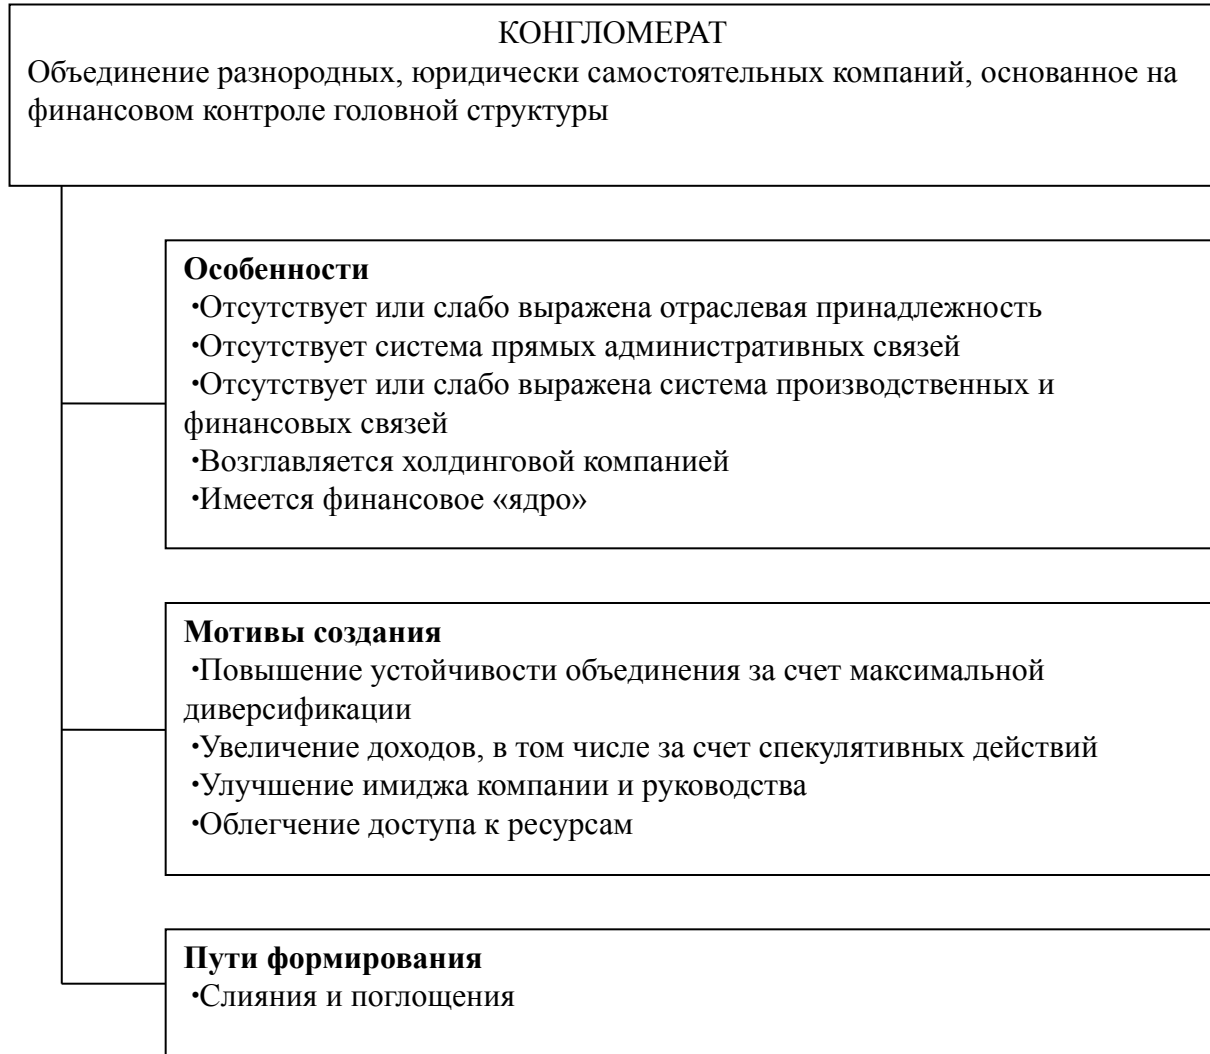 КОНГЛОМЕРАТ
Объединение разнородных, юридически самостоятельных компаний, основанное на
финансовом контроле головной структуры
Особенности
·Отсутствует или слабо выражена отраслевая принадлежность
·Отсутствует система прямых административных связей
·Отсутствует или слабо выражена система производственных и
финансовых связей
·Возглавляется холдинговой компанией
·Имеется финансовое «ядро»
Мотивы создания
·Повышение устойчивости объединения за счет максимальной
диверсификации
·Увеличение доходов, в том числе за счет спекулятивных действий
·Улучшение имиджа компании и руководства
·Облегчение доступа к ресурсам
Пути формирования
·Слияния и поглощения